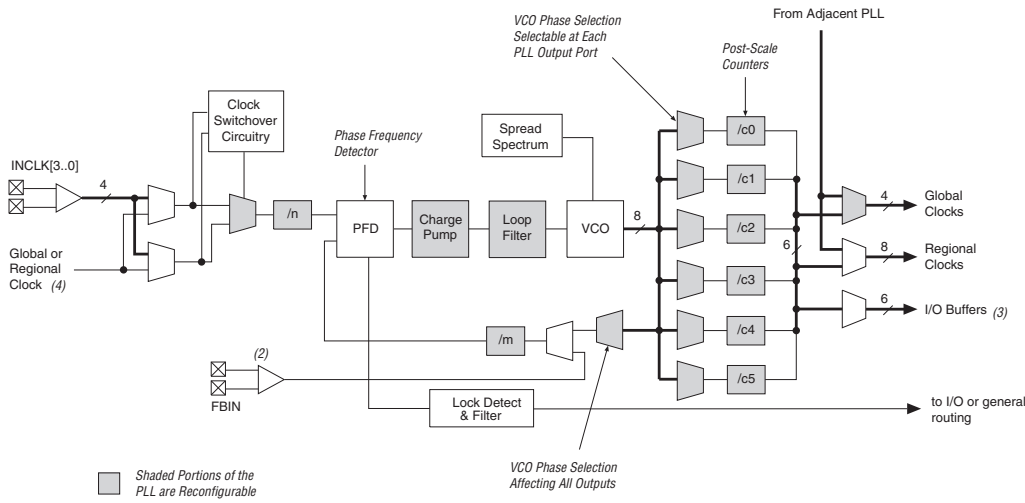 From Adjacent PLL
VCO Phase Selection
Selectable at Each
PLL Output Port
Post-Scale
Counters
Clock
Switchover
Circuitry
Phase Frequency
Detector
Spread
Spectrum
/c0
INCLK[3..0]
4
/c1
4
Global
Clocks
/n
PFD
Charge
Pump
Loop
Filter
VCO
8
/c2
6
8
Regional
Clocks
Global or
Regional
Clock (4)
/c3
6
I/O Buffers (3)
/m
/c4
(2)
FBIN
/c5
Lock Detect
& Filter
to I/O or general
routing
VCO Phase Selection
Affecting All Outputs
Shaded Portions of the
PLL are Reconfigurable